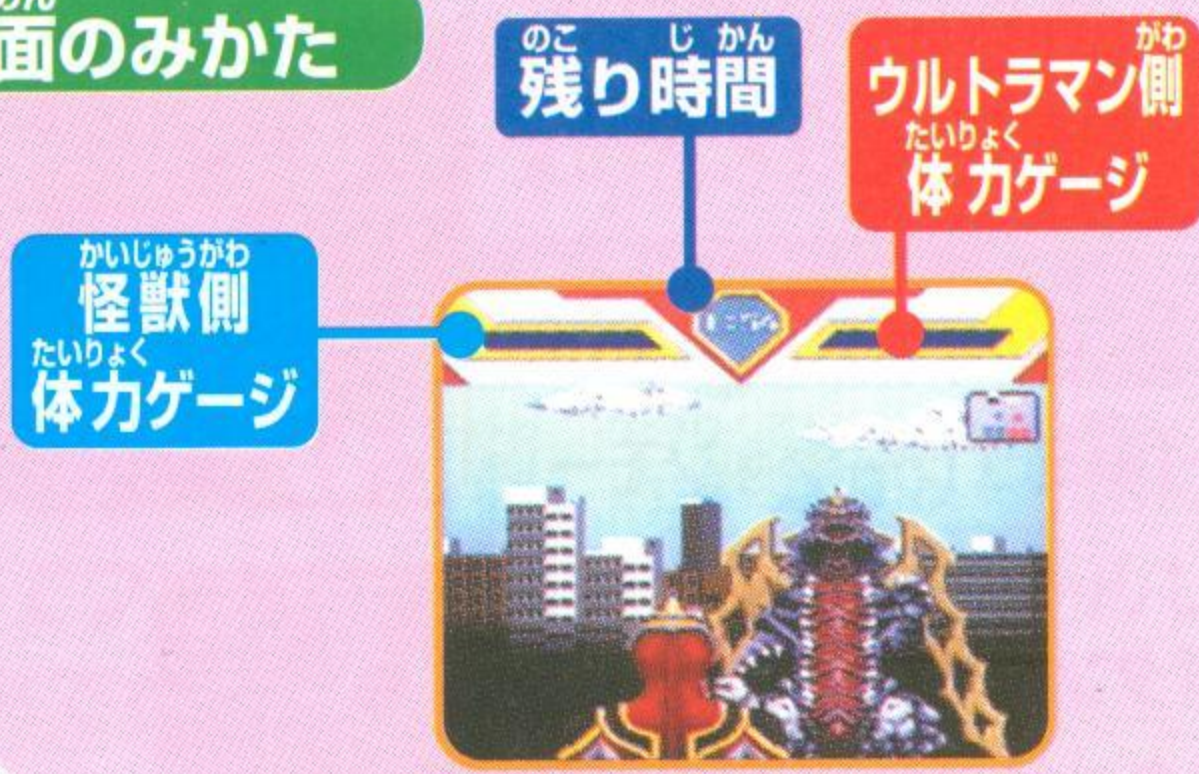 面のみかた
のこ じかん
残り時間
がわ
ウルトラマン側
たいりょく
体力ゲージ
かいじゅうがわ
怪獣側
たいりょく
体力ゲージ